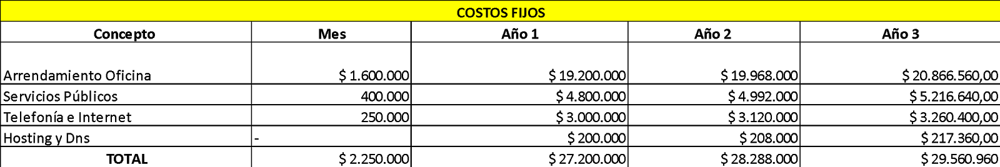 COSTOS FIJOS
Concepto Mes Año 1 Año 2 Año 3
Arrendamiento Oficina $ 1.600.000 $ 19.200.000 $ 19.968.000 $ 20.866.560,00
Servicios Públicos 400.000 $ 4.800.000 $ 4.992.000 $ 5.216.640,00
Telefonía e Internet 250.000 $ 3.000.000 $ 3.120.000 $ 3.260.400,00
Hosting y Dns - $ 200.000 $ 208.000 $ 217.360,00
TOTAL $ 2.250.000 $ 27.200.000 $ 28.288.000 $ 29.560.960